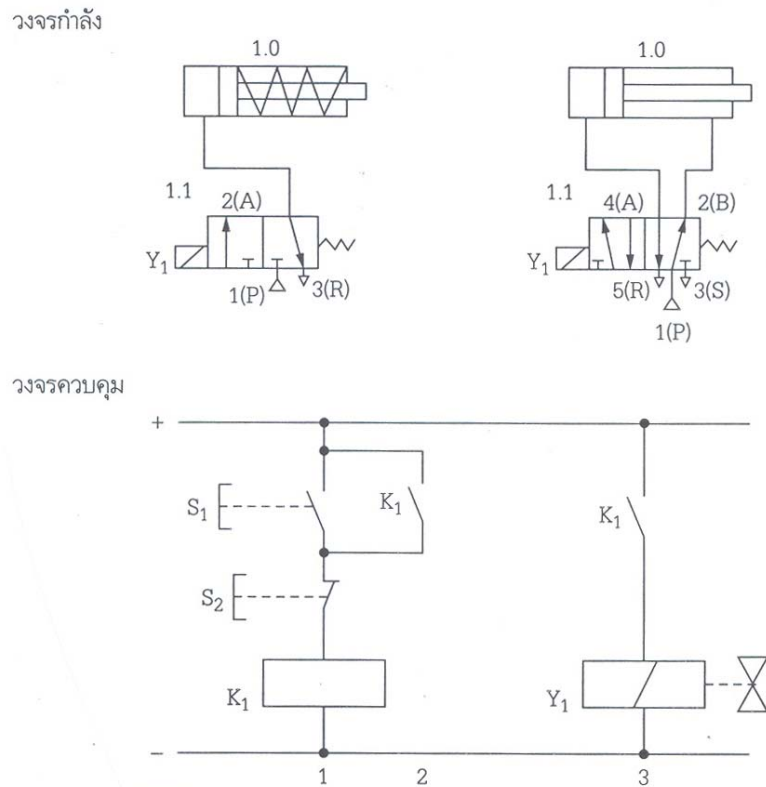 วงจรกำลัง
1.0 1.0
1.1 2(A) 1.1 4(A) 2(B)
Y₁ Y₁
1(P) 3(R) 5(R) 3(S)
1(P)
วงจรควบคุม
+
S₁ K₁ K₁
S₂
K₁ Y₁
–
1 2 3